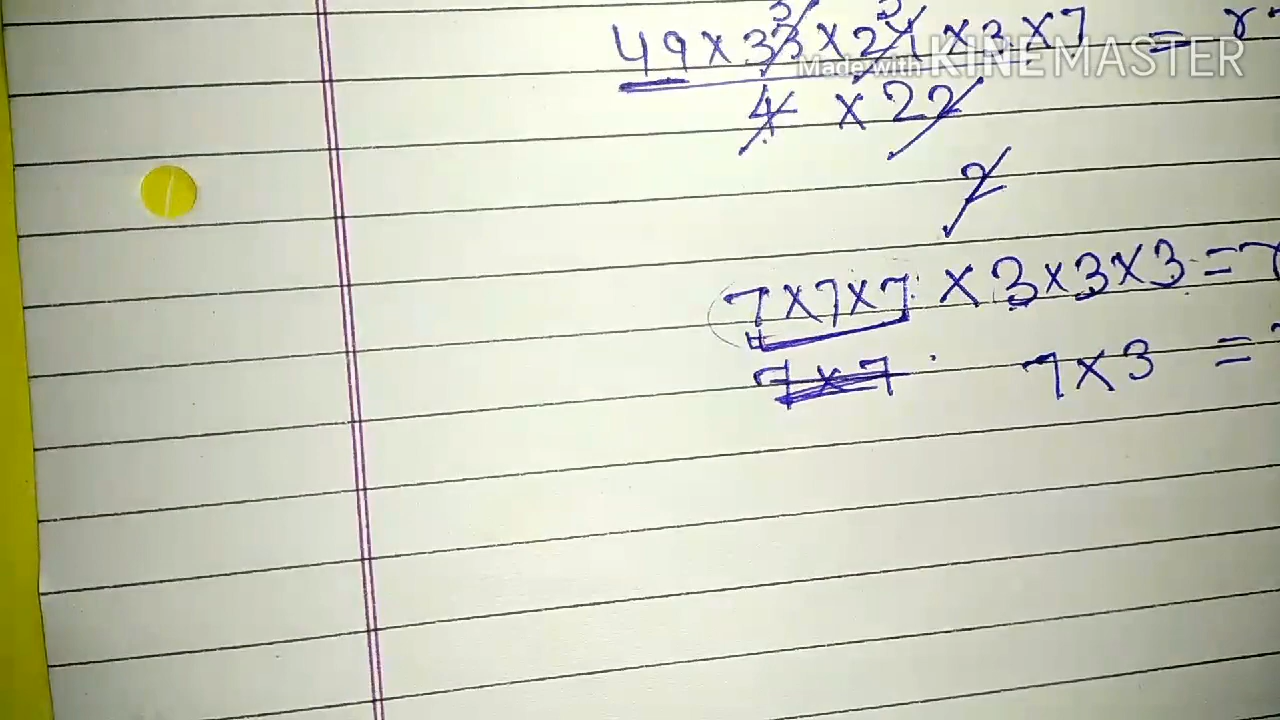 49 × 33 × 24 × 3 × 7 = r
Made with KINEMASTER
4 × 22
2
7×7×7 × 3×3×3 = r
7×7 7×3 =